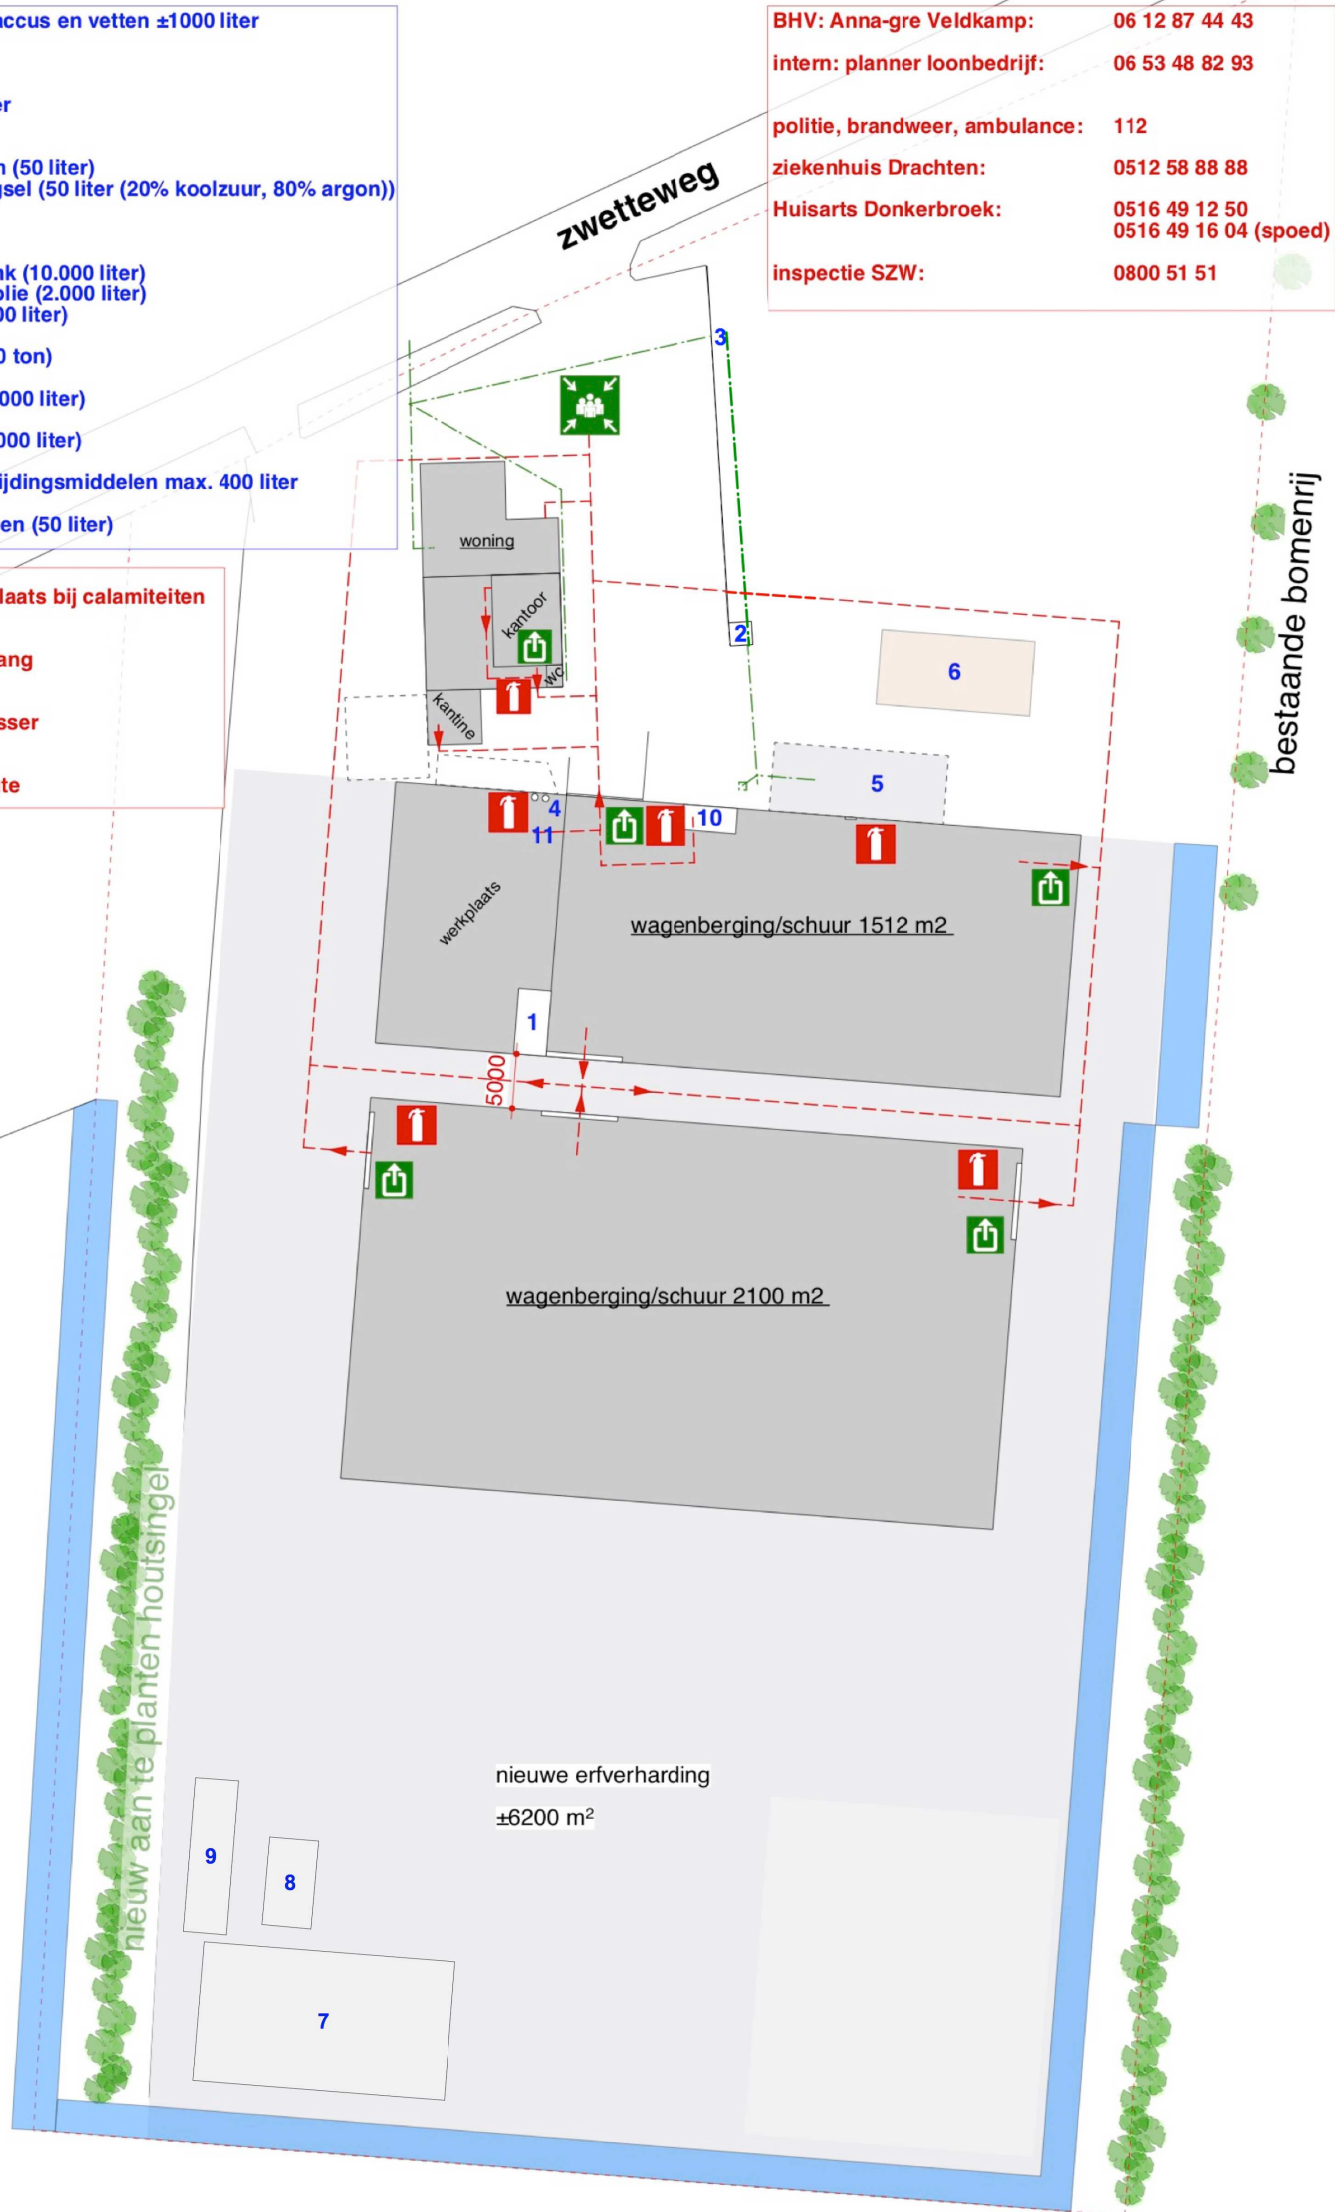 accus en vetten ±1000 liter
er
n (50 liter)
gsel (50 liter (20% koolzuur, 80% argon))
nk (10.000 liter)
olie (2.000 liter)
00 liter)
0 ton)
000 liter)
000 liter)
ijdingsmiddelen max. 400 liter
en (50 liter)
laats bij calamiteiten
ang
sser
te
BHV: Anna-gre Veldkamp: 06 12 87 44 43
intern: planner loonbedrijf: 06 53 48 82 93
politie, brandweer, ambulance: 112
ziekenhuis Drachten: 0512 58 88 88
Huisarts Donkerbroek: 0516 49 12 50
0516 49 16 04 (spoed)
inspectie SZW: 0800 51 51
zwetteweg
3
woning
kantoor
2
wc
kantine
6
5
bestaande bomenrij
4
11
10
werkplaats
wagenberging/schuur 1512 m2
1
5000
wagenberging/schuur 2100 m2
nieuw aan te planten houtsingel
nieuwe erfverharding
±6200 m²
9
8
7